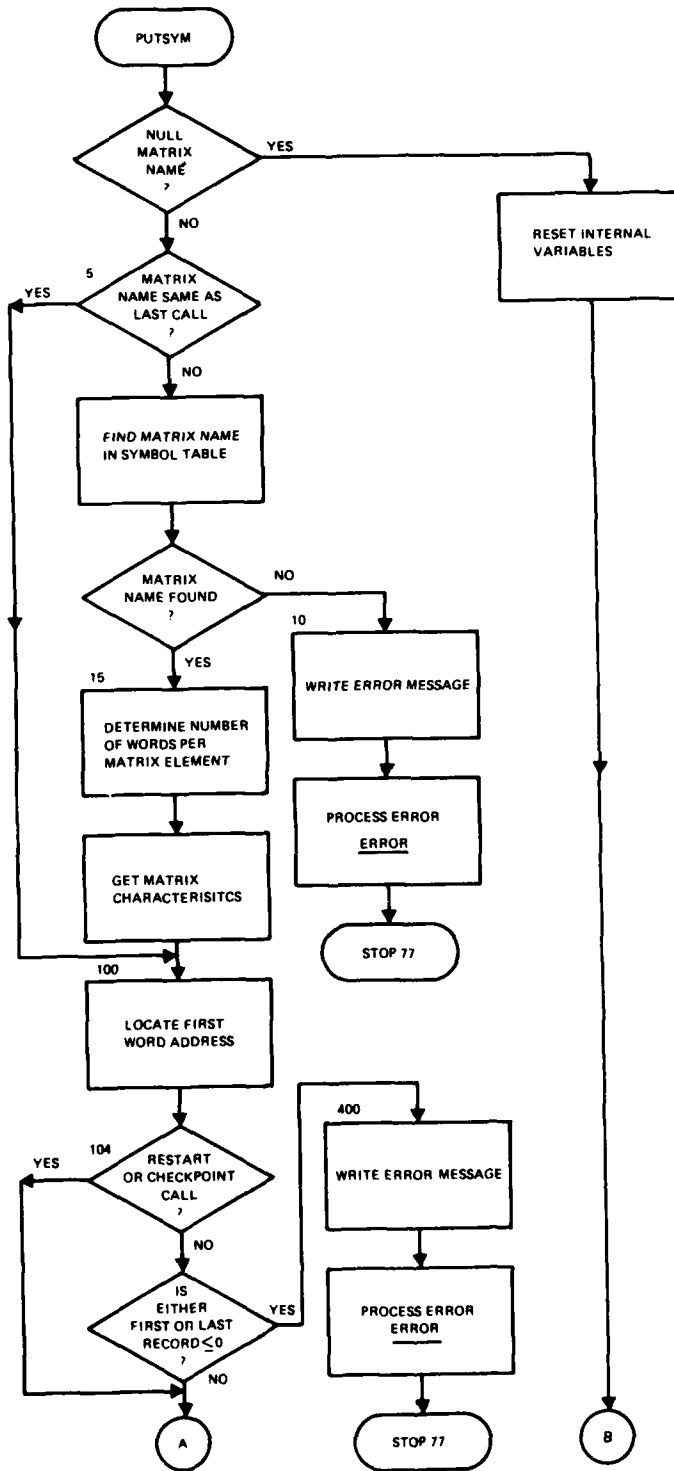 PUTSYM
NULL
MATRIX
NAME
?
YES
NO
RESET INTERNAL
VARIABLES
5
MATRIX
NAME SAME AS
LAST CALL
?
YES
NO
FIND MATRIX NAME
IN SYMBOL TABLE
MATRIX
NAME FOUND
?
NO
YES
10
WRITE ERROR MESSAGE
15
DETERMINE NUMBER
OF WORDS PER
MATRIX ELEMENT
PROCESS ERROR
ERROR
GET MATRIX
CHARACTERISITCS
STOP 77
100
LOCATE FIRST
WORD ADDRESS
104
RESTART
OR CHECKPOINT
CALL
?
YES
NO
400
WRITE ERROR MESSAGE
IS
EITHER
FIRST OR LAST
RECORD ≤0
?
YES
NO
PROCESS ERROR
ERROR
A
STOP 77
B